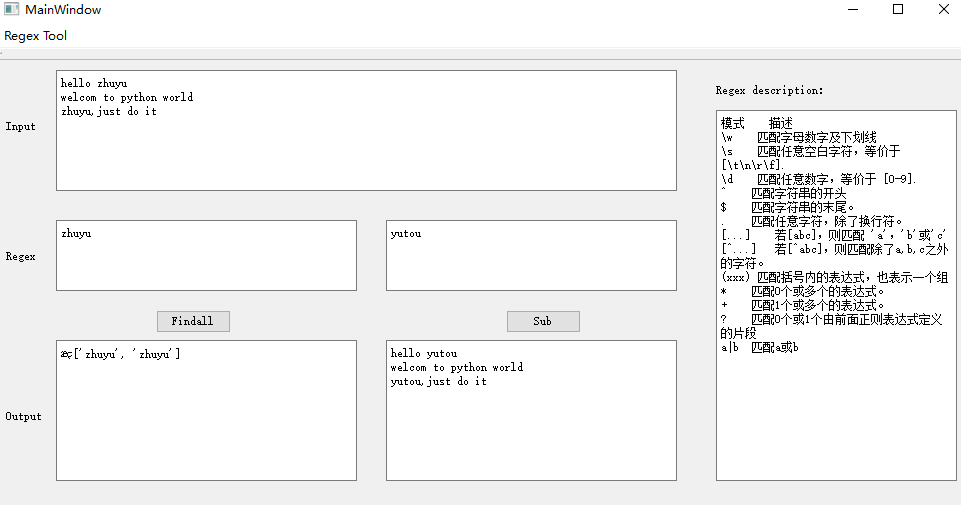 MainWindow
Regex Tool
Input
hello zhuyu
welcom to python world
zhuyu,just do it
Regex
zhuyu
yutou
Findall
Sub
Output
æç['zhuyu', 'zhuyu']
hello yutou
welcom to python world
yutou,just do it
Regex description:
模式 描述
\w 匹配字母数字及下划线
\s 匹配任意空白字符，等价于
[\t\n\r\f].
\d 匹配任意数字，等价于 [0-9].
^ 匹配字符串的开头
$ 匹配字符串的末尾。
. 匹配任意字符，除了换行符。
[...] 若[abc]，则匹配 'a'，'b'或'c'
[^...] 若[^abc]，则匹配除了a,b,c之外
的字符。
(xxx) 匹配括号内的表达式，也表示一个组
* 匹配0个或多个的表达式。
+ 匹配1个或多个的表达式。
? 匹配0个或1个由前面正则表达式定义
的片段
a|b 匹配a或b